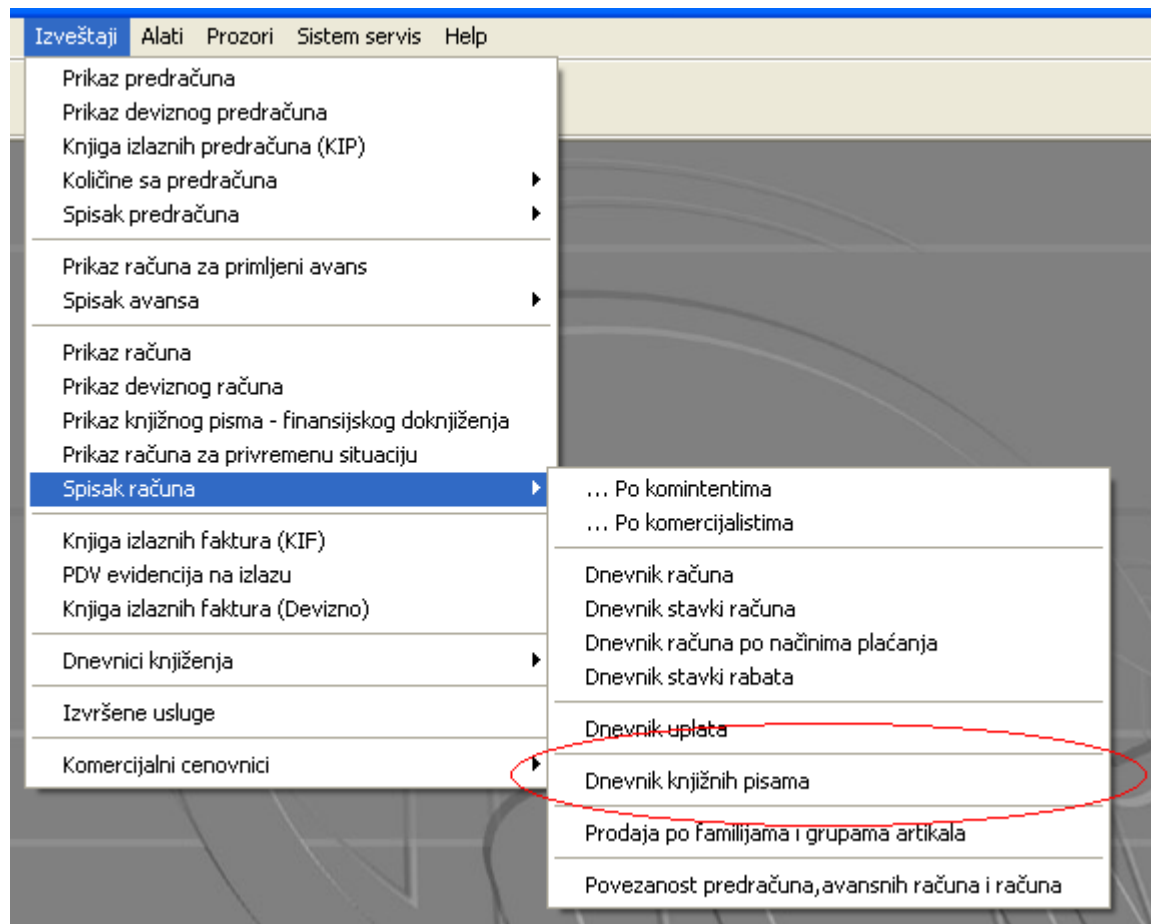 Izveštaji Alati Prozori Sistem servis Help
Prikaz predračuna
Prikaz deviznog predračuna
Knjiga izlaznih predračuna (KIP)
Količine sa predračuna
Spisak predračuna
Prikaz računa za primljeni avans
Spisak avansa
Prikaz računa
Prikaz deviznog računa
Prikaz knjižnog pisma - finansijskog doknjiženja
Prikaz računa za privremenu situaciju
Spisak računa
Knjiga izlaznih faktura (KIF)
PDV evidencija na izlazu
Knjiga izlaznih faktura (Devizno)
Dnevnici knjiženja
Izvršene usluge
Komercijalni cenovnici
... Po komintentima
... Po komercijalistima
Dnevnik računa
Dnevnik stavki računa
Dnevnik računa po načinima plaćanja
Dnevnik stavki rabata
Dnevnik uplata
Dnevnik knjižnih pisama
Prodaja po familijama i grupama artikala
Povezanost predračuna,avansnih računa i računa